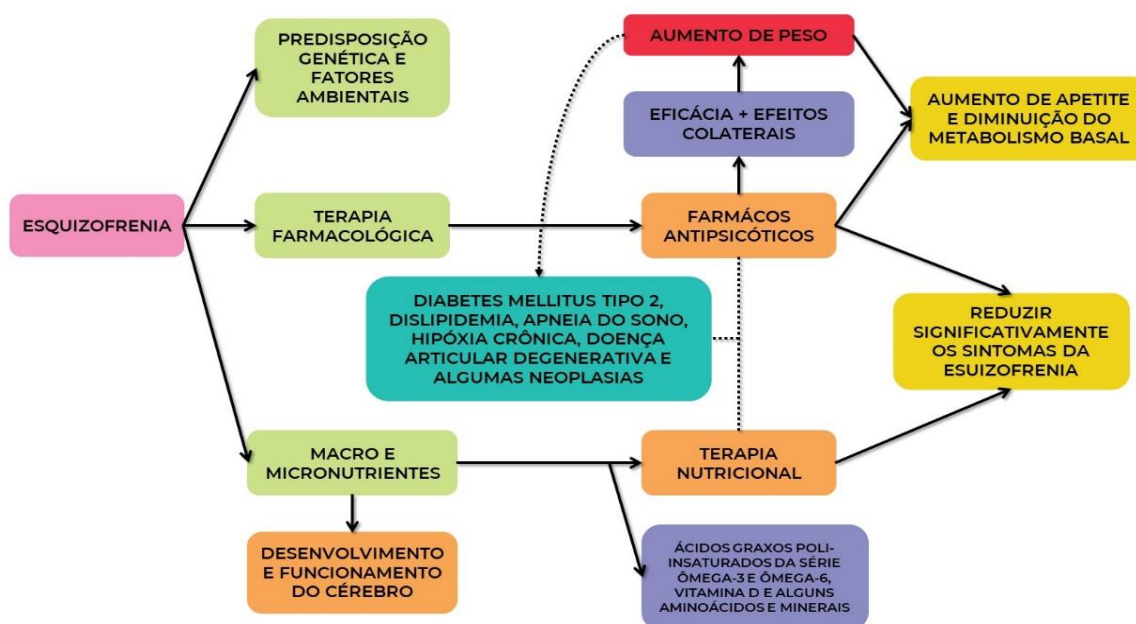 PREDISPOSIÇÃO
GENÉTICA E
FATORES
AMBIENTAIS
AUMENTO DE PESO
EFICÁCIA + EFEITOS
COLATERAIS
AUMENTO DE APETITE
E DIMINUIÇÃO DO
METABOLISMO BASAL
ESQUIZOFRENIA
TERAPIA
FARMACOLÓGICA
FARMÁCOS
ANTIPSICÓTICOS
DIABETES MELLITUS TIPO 2,
DISLIPIDEMIA, APNEIA DO SONO,
HIPÓXIA CRÔNICA, DOENÇA
ARTICULAR DEGENERATIVA E
ALGUMAS NEOPLASIAS
REDUZIR
SIGNIFICATIVAMENTE
OS SINTOMAS DA
ESUIZOFRENIA
MACRO E
MICRONUTRIENTES
TERAPIA
NUTRICIONAL
DESENVOLVIMENTO
E FUNCIONAMENTO
DO CÉREBRO
ÁCIDOS GRAXOS POLI-
INSATURADOS DA SÉRIE
ÔMEGA-3 E ÔMEGA-6,
VITAMINA D E ALGUNS
AMINOÁCIDOS E MINERAIS